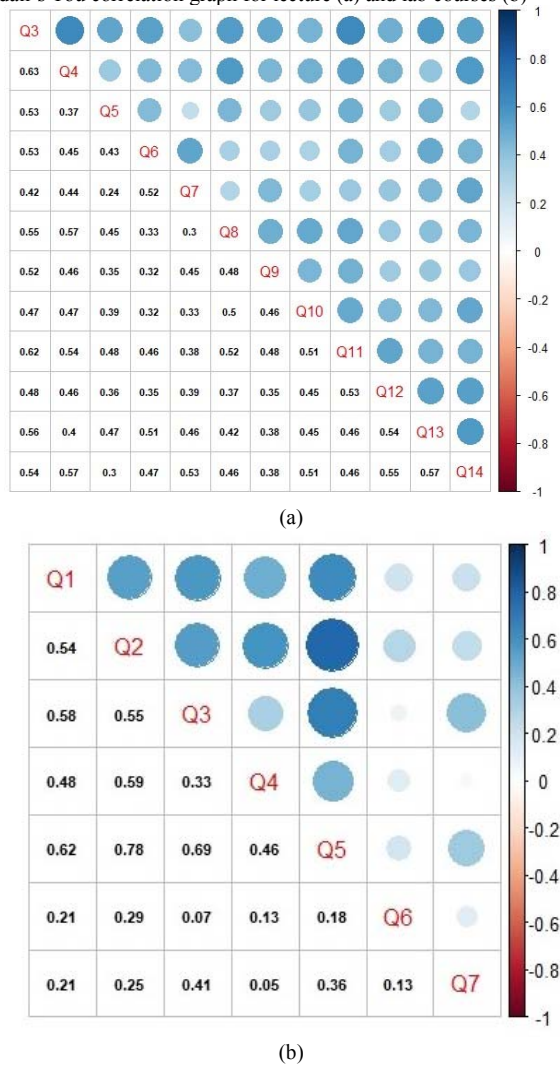 correlation graph for lecture (a) and lab courses (b)
Q3
0.63 Q4
0.53 0.37 Q5
0.53 0.45 0.43 Q6
0.42 0.44 0.24 0.52 Q7
0.55 0.57 0.45 0.33 0.3 Q8
0.52 0.46 0.35 0.32 0.45 0.48 Q9
0.47 0.47 0.39 0.32 0.33 0.5 0.46 Q10
0.62 0.54 0.48 0.46 0.38 0.52 0.48 0.51 Q11
0.48 0.46 0.36 0.35 0.39 0.37 0.35 0.45 0.53 Q12
0.56 0.4 0.47 0.51 0.46 0.42 0.38 0.45 0.46 0.54 Q13
0.54 0.57 0.3 0.47 0.53 0.46 0.38 0.51 0.46 0.55 0.57 Q14
1
0.8
0.6
0.4
0.2
0
-0.2
-0.4
-0.6
-0.8
-1
(a)
Q1
0.54 Q2
0.58 0.55 Q3
0.48 0.59 0.33 Q4
0.62 0.78 0.69 0.46 Q5
0.21 0.29 0.07 0.13 0.18 Q6
0.21 0.25 0.41 0.05 0.36 0.13 Q7
1
0.8
0.6
0.4
0.2
0
-0.2
-0.4
-0.6
-0.8
-1
(b)